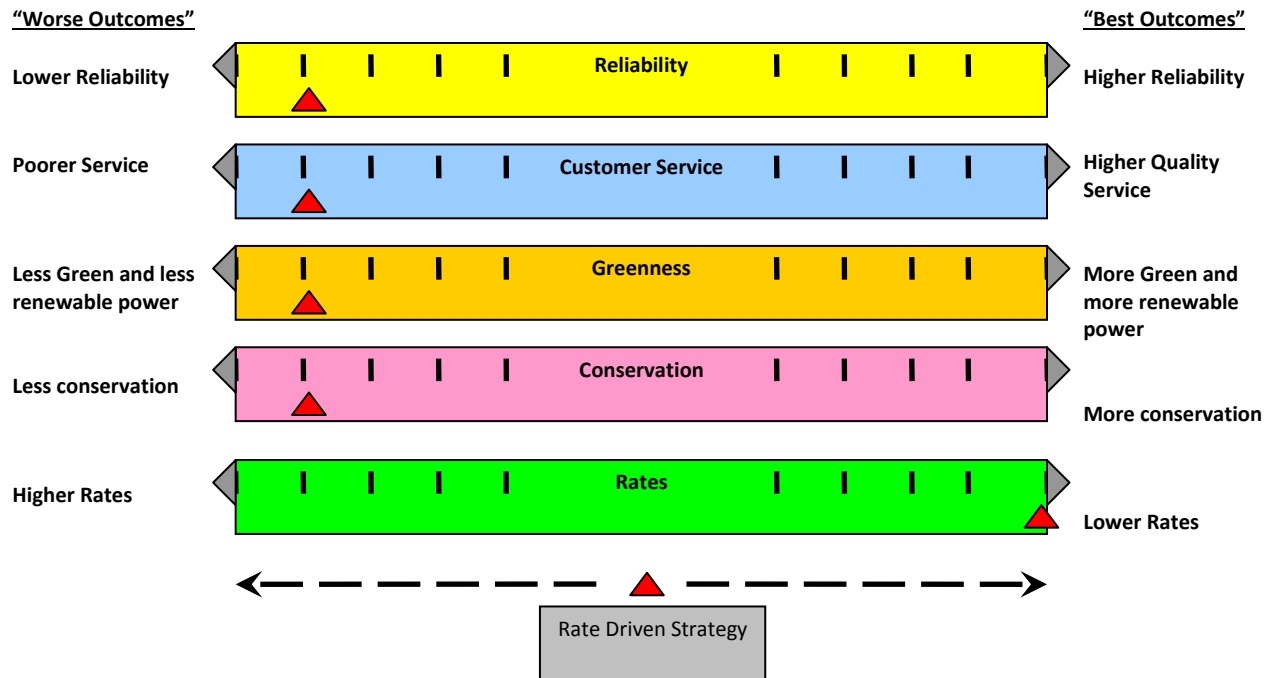 “Worse Outcomes”
“Best Outcomes”
Lower Reliability
Reliability
Higher Reliability
Poorer Service
Customer Service
Higher Quality
Service
Less Green and less
renewable power
Greenness
More Green and
more renewable
power
Less conservation
Conservation
More conservation
Higher Rates
Rates
Lower Rates
Rate Driven Strategy